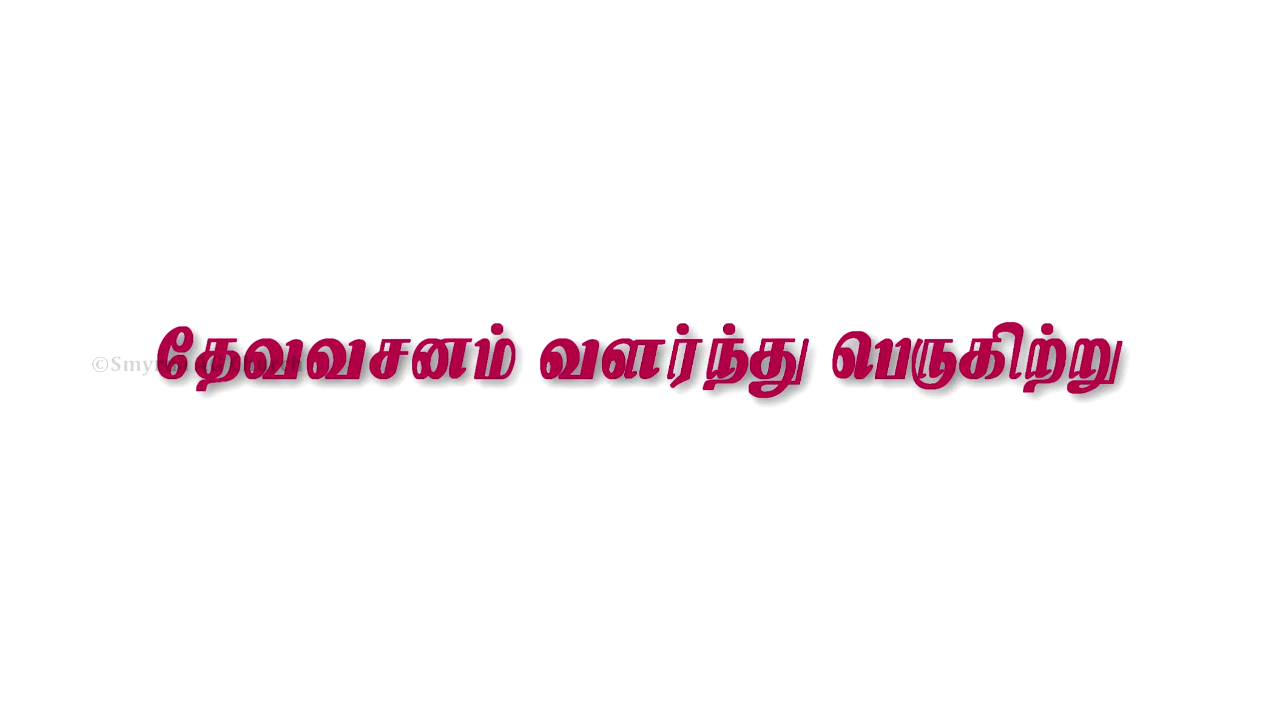 தேவவசனம் வளர்ந்து பெருகிற்று